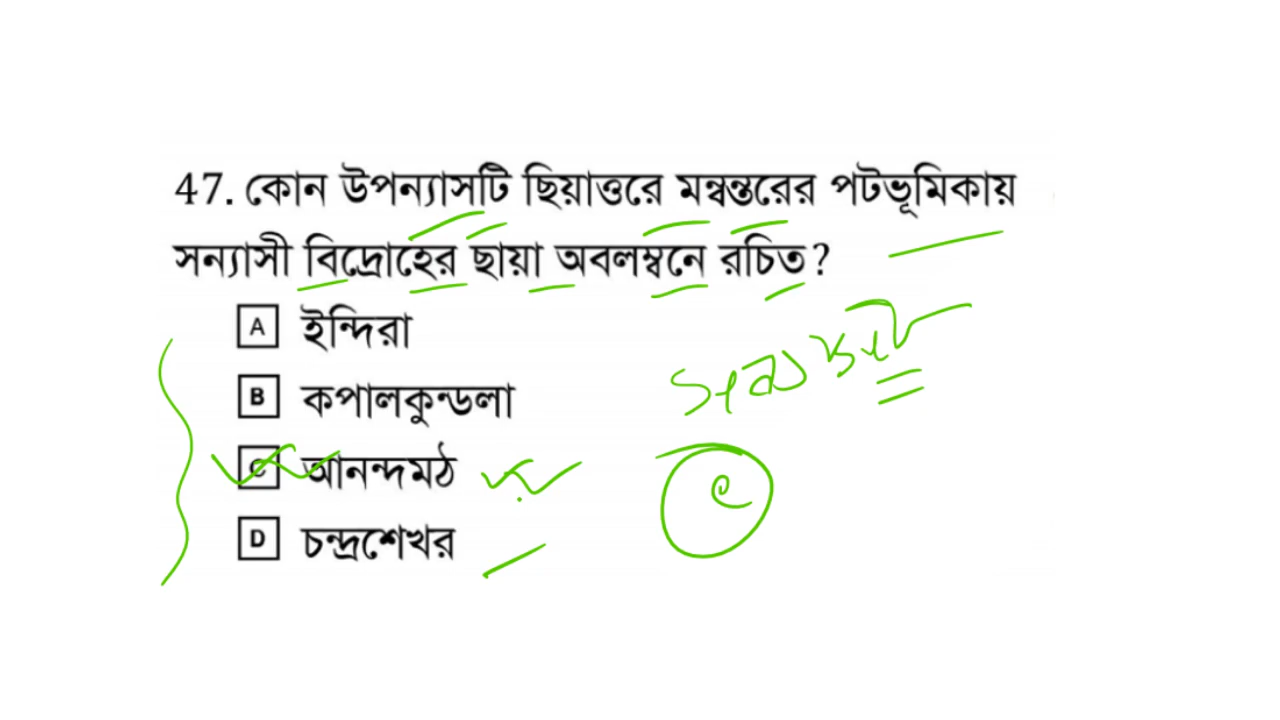 47. কোন উপন্যাসটি ছিয়াত্তরে মন্বন্তরের পটভূমিকায়
সন্যাসী বিদ্রোহের ছায়া অবলম্বনে রচিত?
A ইন্দিরা
B কপালকুন্ডলা
C আনন্দমঠ
D চন্দ্রশেখর
C